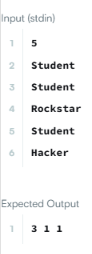 Input (stdin)
1 5
2 Student
3 Student
4 Rockstar
5 Student
6 Hacker
Expected Output
1 3 1 1